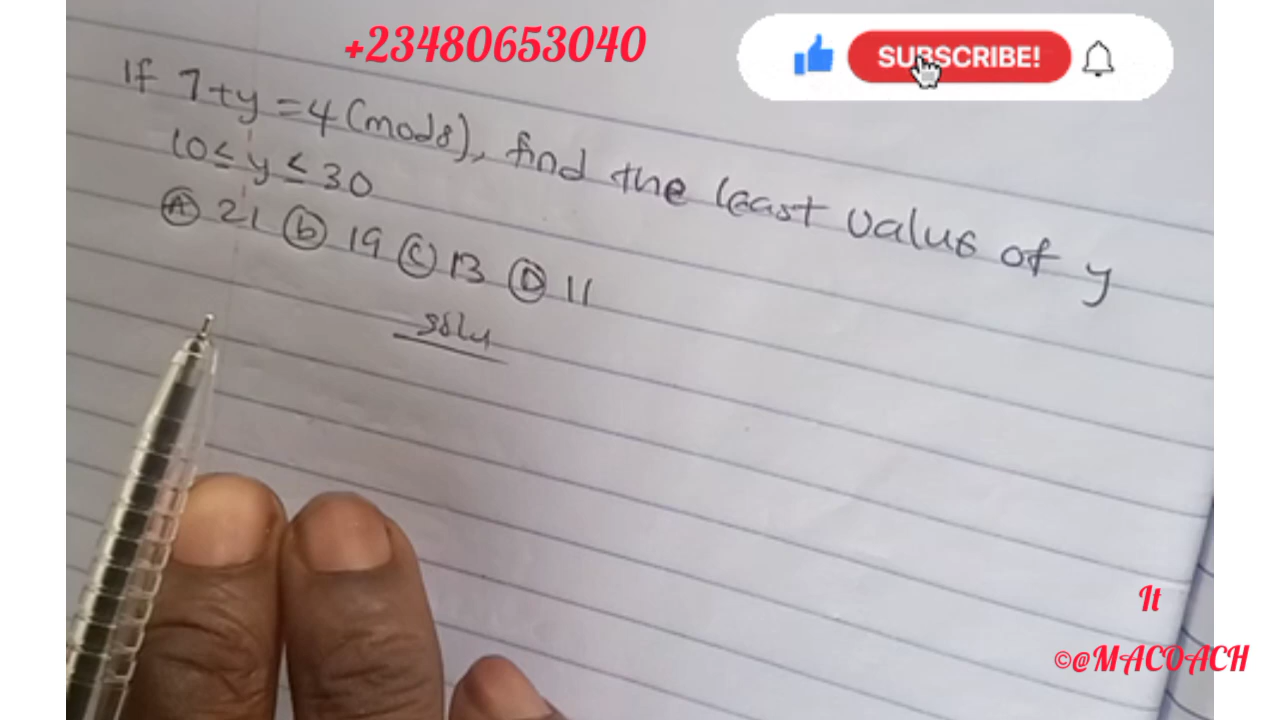 +23480653040
SUBSCRIBE!
If 7+y =4(mod8), find the least value of y
10≤y≤30
Ⓐ 21 ⓑ 19 Ⓒ 13 Ⓓ 11
soln
It
©@MACOACH